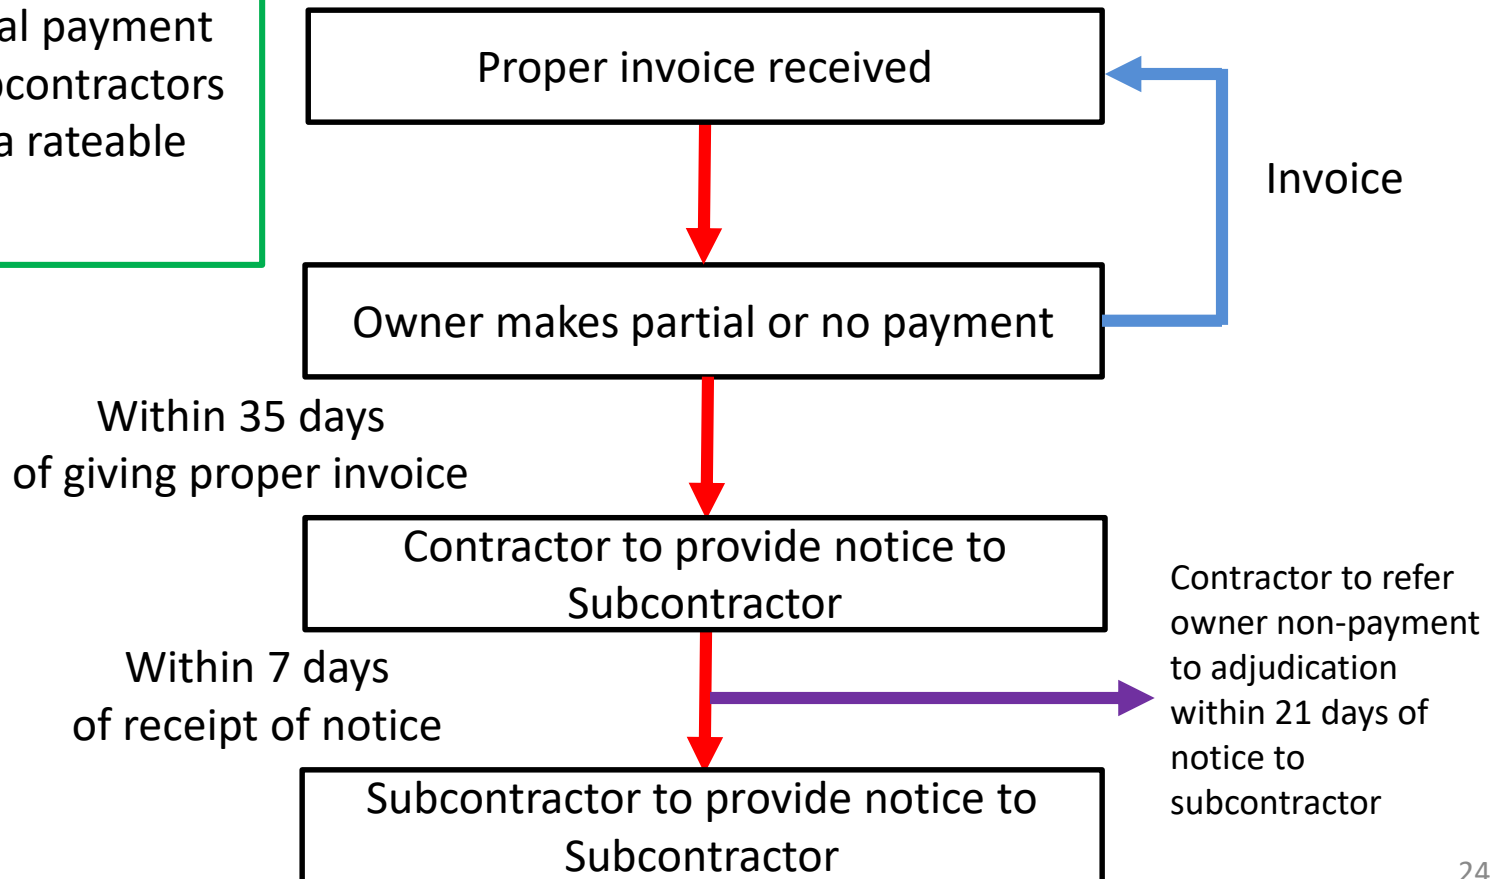 al payment
contractors
a rateable
Proper invoice received
Invoice
Owner makes partial or no payment
Within 35 days
of giving proper invoice
Contractor to provide notice to
Subcontractor
Contractor to refer
owner non-payment
to adjudication
within 21 days of
notice to
subcontractor
Within 7 days
of receipt of notice
Subcontractor to provide notice to
Subcontractor
24